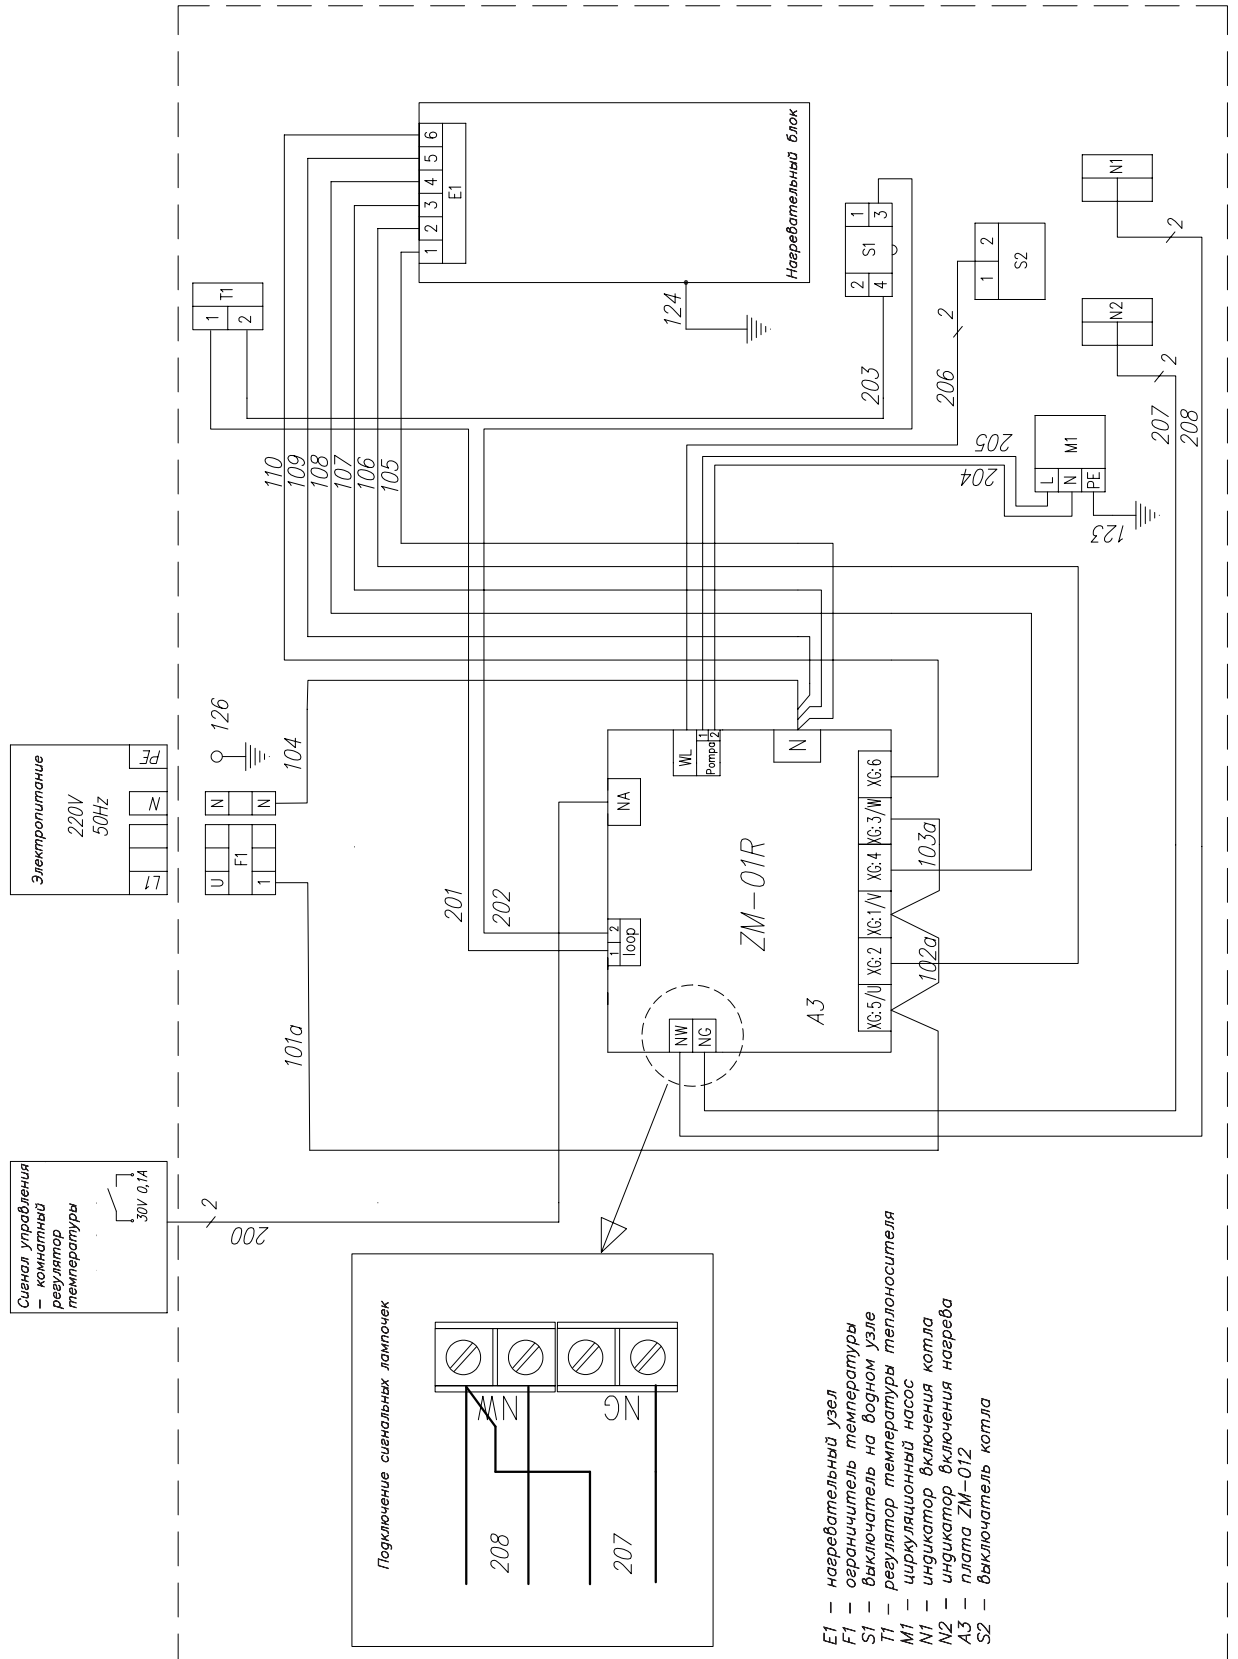 Сигнал управления
– комнатный
регулятор
температуры
30V 0,1A
2
200
Электропитание
220V
50Hz
L1
N
PE
U
F1
1
N
N
126
101a
104
T1
1
2
110
109
108
107
106
105
1
2
3
4
5
6
E1
Нагревательный блок
124
201
202
203
2
4
S1
1
3
206
2
1
2
S2
205
204
L
N
PE
M1
123
N1
2
N2
2
207
208
NA
1
2
loop
WL
Pompa
1
2
N
NW
NG
ZM–01R
A3
XG:5/U
XG:2
XG:1/V
XG:4
XG:3/W
XG:6
102a
103a
Подключение сигнальных лампочек
NW
NG
208
207
E1 – нагревательный узел
F1 – ограничитель температуры
S1 – выключатель на водном узле
T1 – регулятор температуры теплоносителя
M1 – циркуляционный насос
N1 – индикатор включения котла
N2 – индикатор включения нагрева
A3 – плата ZM–012
S2 – выключатель котла